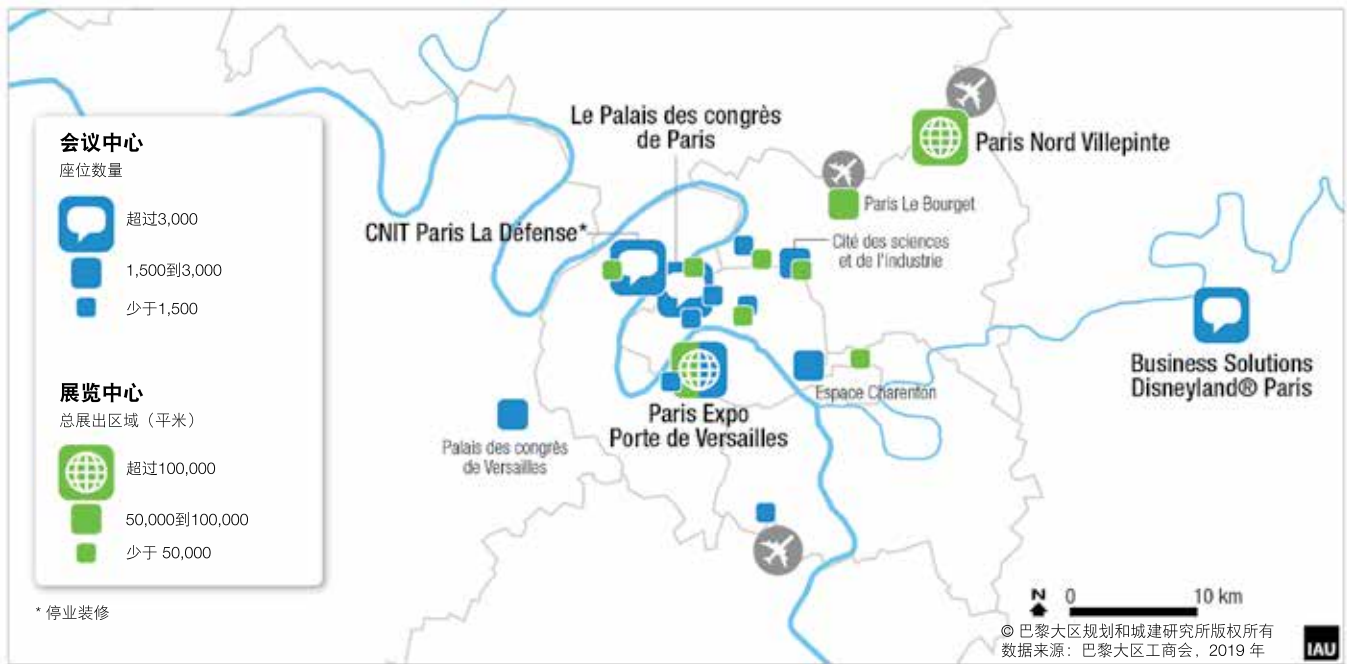 会议中心
座位数量
超过3,000
1,500到3,000
少于1,500
展览中心
总展出区域（平米）
超过100,000
50,000到100,000
少于 50,000
* 停业装修
Le Palais des congrès
de Paris
CNIT Paris La Défense*
Paris Nord Villepinte
Paris Le Bourget
Cité des sciences
et de l'industrie
Business Solutions
Disneyland® Paris
Espace Charenton
Paris Expo
Porte de Versailles
Palais des congrès
de Versailles
N 0 10 km
© 巴黎大区规划和城建研究所版权所有
数据来源：巴黎大区工商会，2019 年
IAU